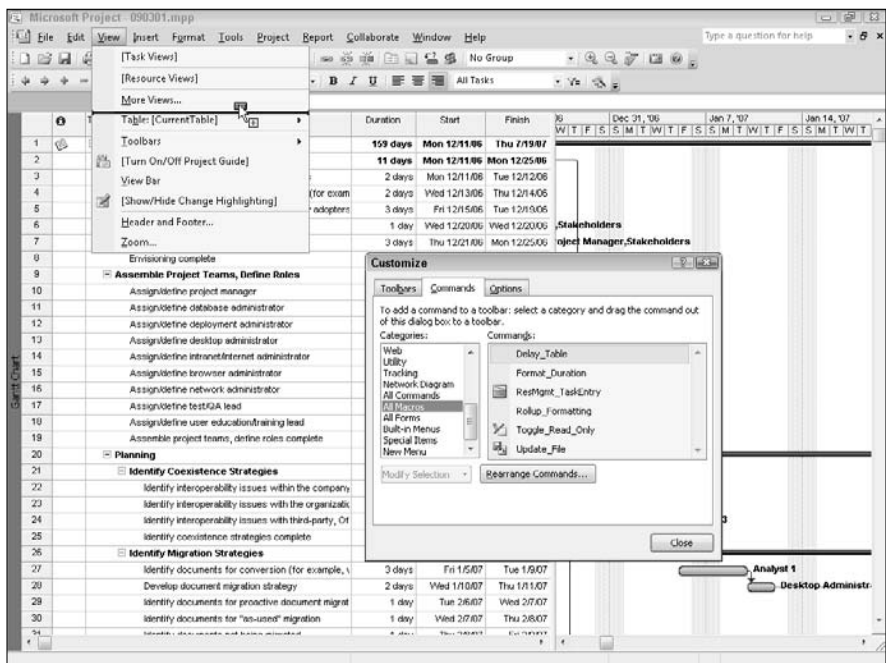 Microsoft Project - 090301.mpp
File Edit View Insert Format Tools Project Report Collaborate Window Help
Type a question for help
No Group
B I U
All Tasks
[Task Views]
[Resource Views]
More Views...
Table: [CurrentTable]
Toolbars
[Turn On/Off Project Guide]
View Bar
[Show/Hide Change Highlighting]
Header and Footer...
Zoom...
Duration Start Finish
Dec 31, '06 Jan 7, '07 Jan 14, '07
W T F S S M T W T F S S M T W T F S S M T W T
1 159 days Mon 12/11/06 Thu 7/19/07
2 11 days Mon 12/11/06 Mon 12/25/06
3 2 days Mon 12/11/06 Tue 12/12/06
4 (for exam 2 days Wed 12/13/06 Thu 12/14/06
5 adopters 3 days Fri 12/15/06 Tue 12/19/06
6 1 day Wed 12/20/06 Wed 12/20/06 ,Stakeholders
7 3 days Thu 12/21/06 Mon 12/25/06 oject Manager,Stakeholders
8 Envisioning complete
9 Assemble Project Teams, Define Roles
10 Assign/define project manager
11 Assign/define database administrator
12 Assign/define deployment administrator
13 Assign/define desktop administrator
14 Assign/define intranet/Internet administrator
15 Assign/define browser administrator
16 Assign/define network administrator
17 Assign/define test/QA lead
18 Assign/define user education/training lead
19 Assemble project teams, define roles complete
20 Planning
21 Identify Coexistence Strategies
22 Identify interoperability issues within the company
23 Identify interoperability issues with the organizatic
24 Identify interoperability issues with third-party, Of
25 Identify coexistence strategies complete
26 Identify Migration Strategies
27 Identify documents for conversion (for example, 3 days Fri 1/5/07 Tue 1/9/07 Analyst 1
28 Develop document migration strategy 2 days Wed 1/10/07 Thu 1/11/07 Desktop Administr
29 Identify documents for proactive document migrat 1 day Tue 2/6/07 Wed 2/7/07
30 Identify documents for "as-used" migration 1 day Wed 2/7/07 Thu 2/8/07
31
Gantt Chart
Customize
Toolbars Commands Options
To add a command to a toolbar: select a category and drag the command out
of this dialog box to a toolbar.
Categories: Commands:
Web
Utility
Tracking
Network Diagram
All Commands
All Macros
All Forms
Built-in Menus
Special Items
New Menu
Delay_Table
Format_Duration
ResMgmt_TaskEntry
Rollup_Formatting
Toggle_Read_Only
Update_File
Modify Selection Rearrange Commands...
Close